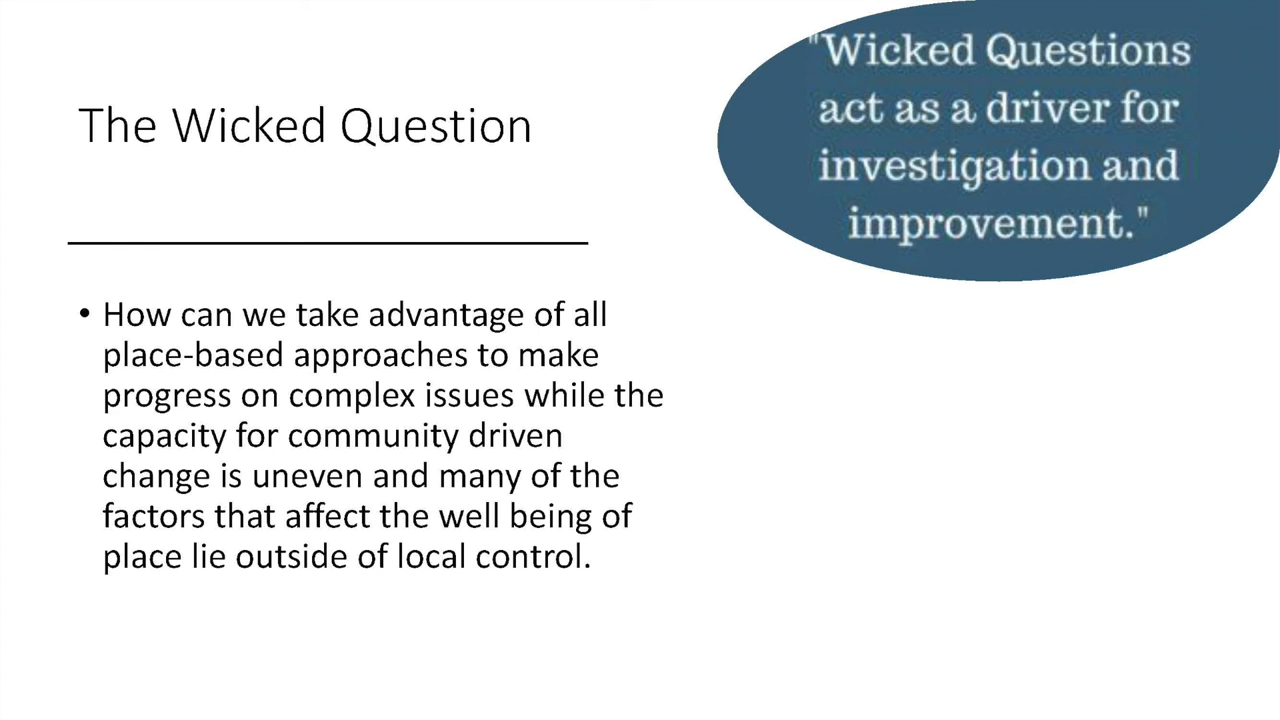 The Wicked Question
"Wicked Questions
act as a driver for
investigation and
improvement."
• How can we take advantage of all
place-based approaches to make
progress on complex issues while the
capacity for community driven
change is uneven and many of the
factors that affect the well being of
place lie outside of local control.